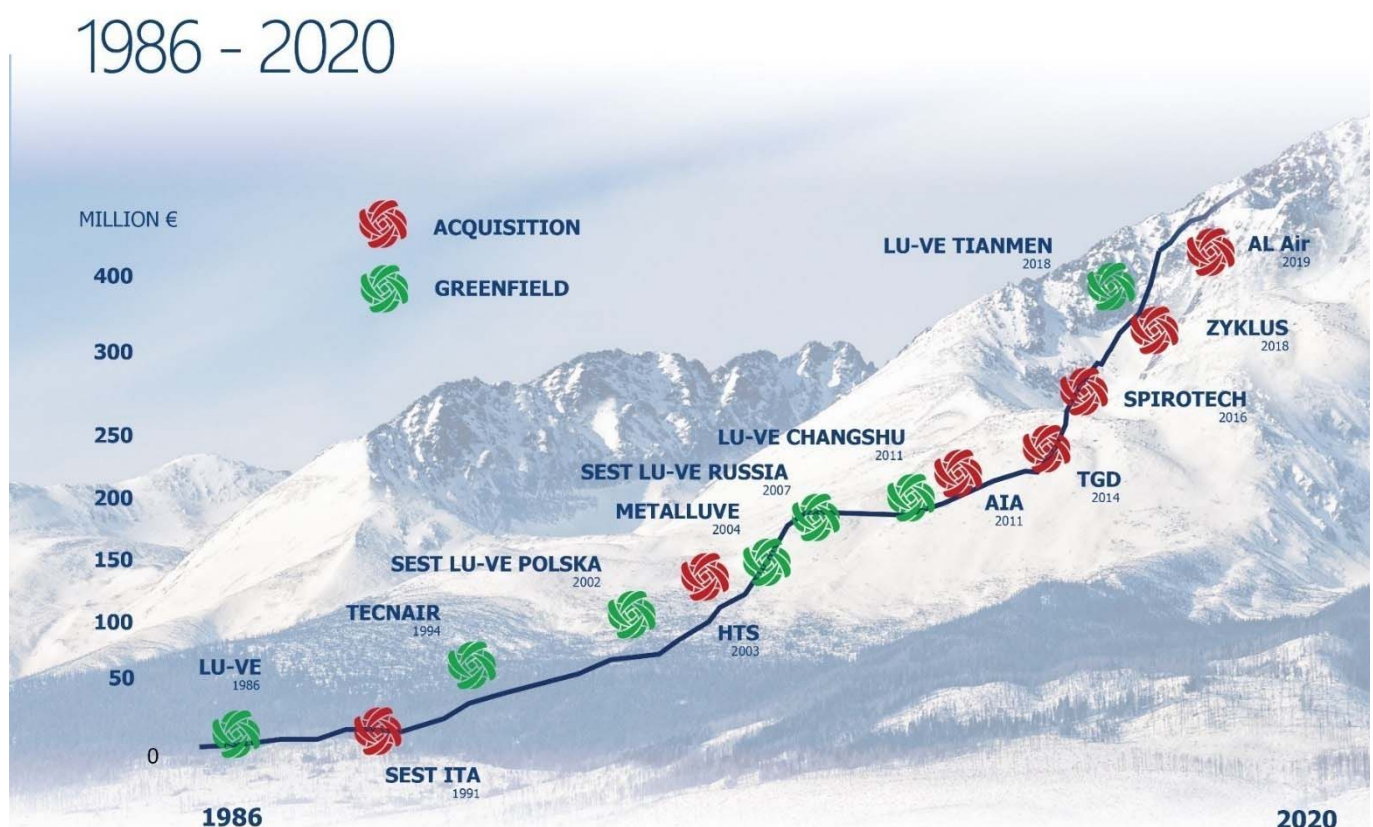 1986 - 2020
MILLION €
ACQUISITION
GREENFIELD
400
300
250
200
150
100
50
0
LU-VE
1986
SEST ITA
1991
TECNAIR
1994
SEST LU-VE POLSKA
2002
HTS
2003
METALLUVE
2004
SEST LU-VE RUSSIA
2007
LU-VE CHANGSHU
2011
AIA
2011
TGD
2014
SPIROTECH
2016
LU-VE TIANMEN
2018
ZYKLUS
2018
AL Air
2019
1986
2020